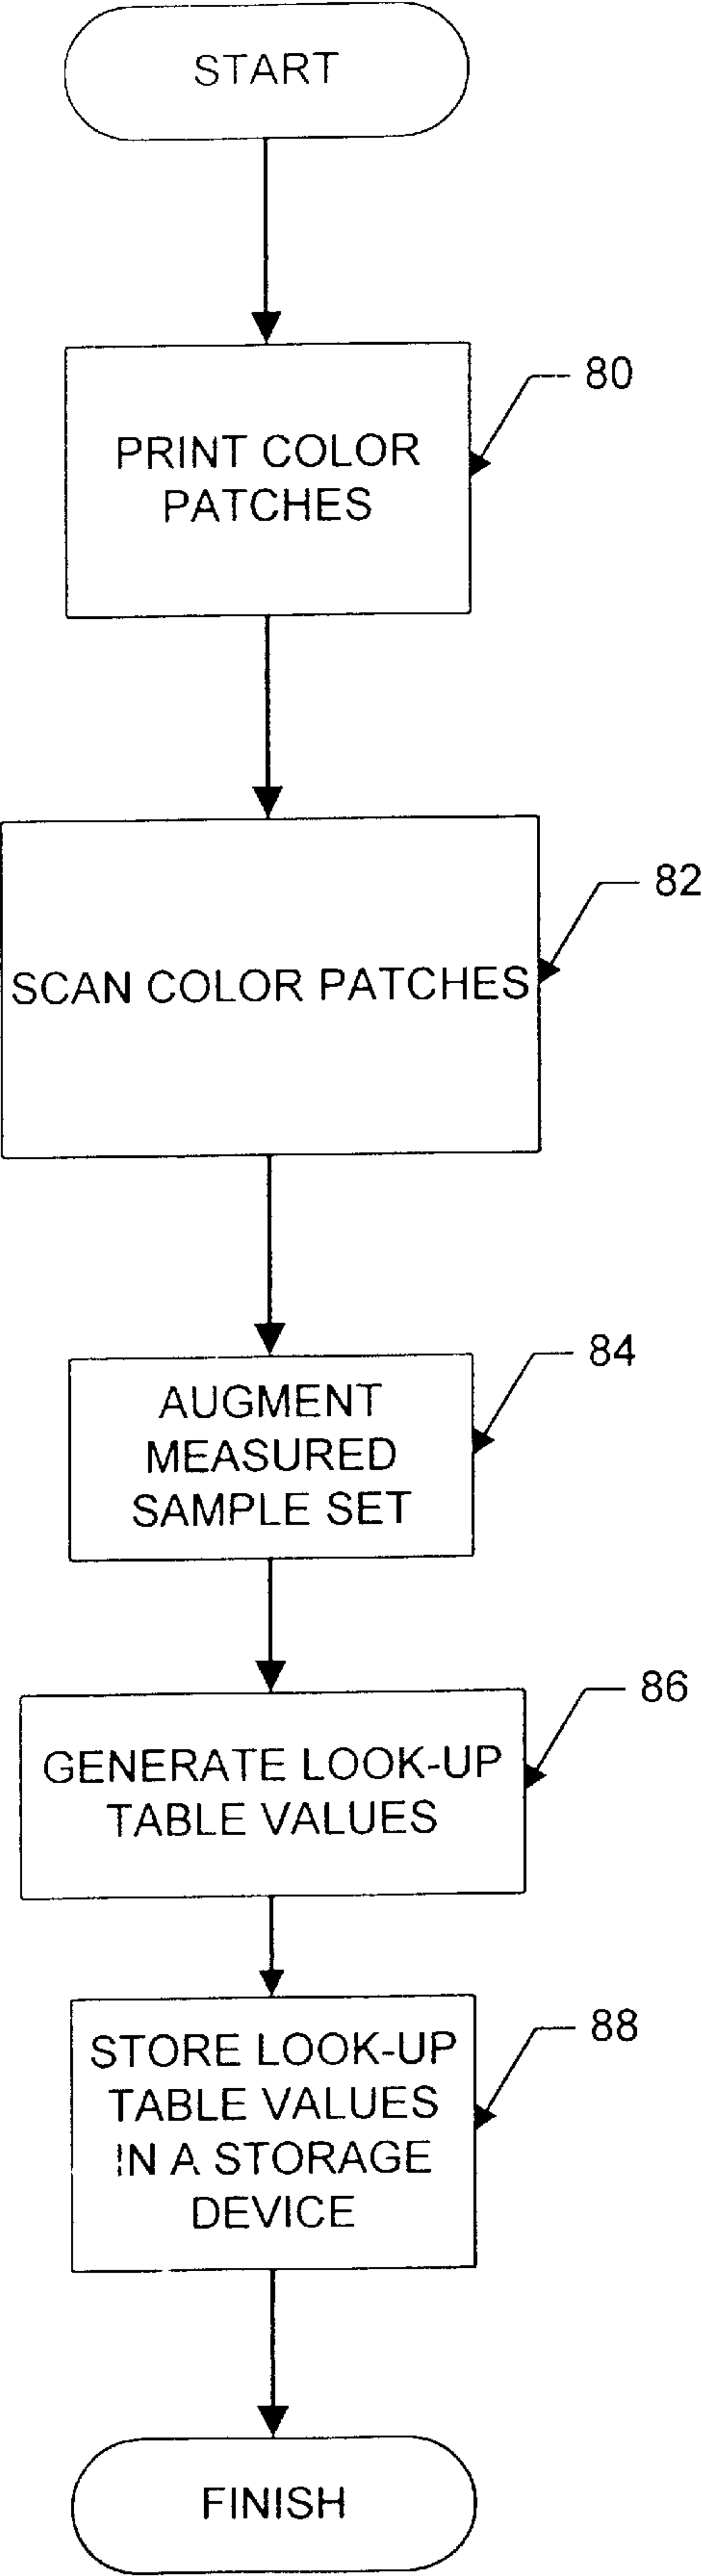 START
80
PRINT COLOR
PATCHES
82
SCAN COLOR PATCHES
84
AUGMENT
MEASURED
SAMPLE SET
86
GENERATE LOOK-UP
TABLE VALUES
88
STORE LOOK-UP
TABLE VALUES
IN A STORAGE
DEVICE
FINISH